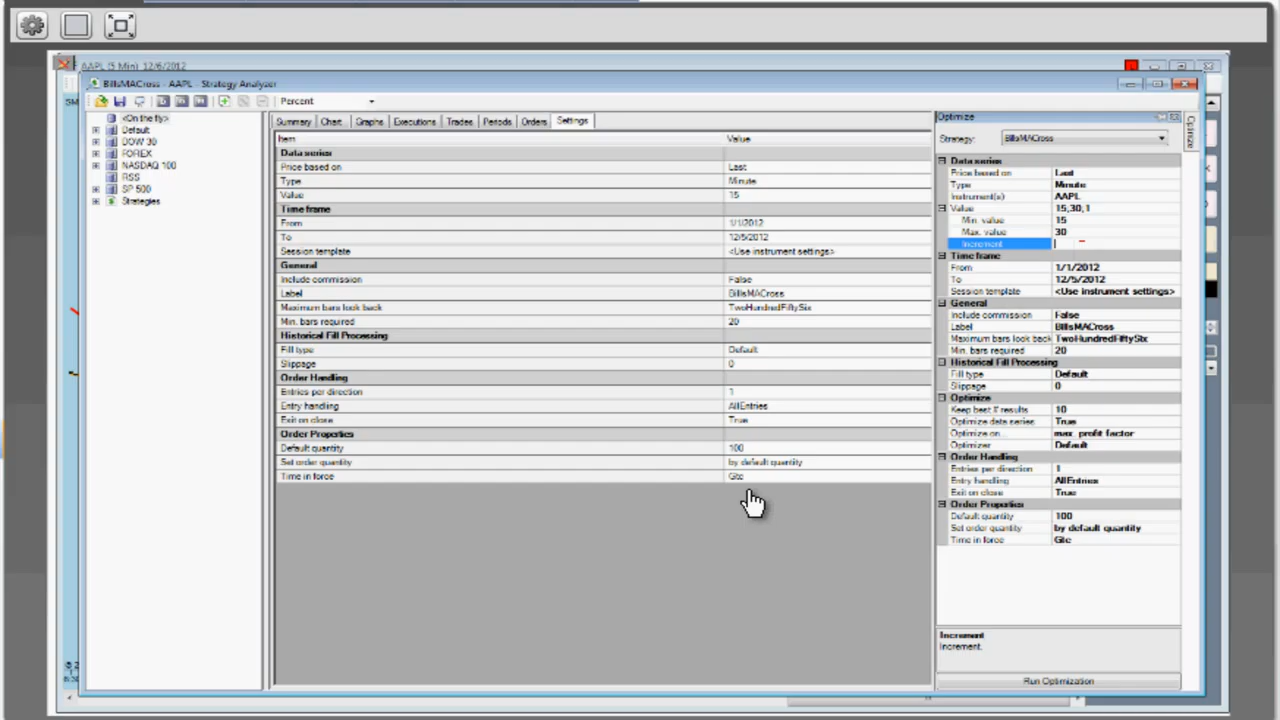 AAPL (5 Min) 12/6/2012
BillsMACross - AAPL - Strategy Analyzer
SM
Percent
<On the fly>
Default
DOW 30
FOREX
NASDAQ 100
RSS
SP 500
Strategies
Summary Chart Graphs Executions Trades Periods Orders Settings
Item Value
Data series
Price based on Last
Type Minute
Value 15
Time frame
From 1/1/2012
To 12/5/2012
Session template <Use instrument settings>
General
Include commission False
Label BillsMACross
Maximum bars look back TwoHundredFiftySix
Min. bars required 20
Historical Fill Processing
Fill type Default
Slippage 0
Order Handling
Entries per direction 1
Entry handling AllEntries
Exit on close True
Order Properties
Default quantity 100
Set order quantity by default quantity
Time in force Gtc
Optimize
Optimize
Strategy: BillsMACross
Data series
Price based on Last
Type Minute
Instrument(s) AAPL
Value 15;30;1
Min. value 15
Max. value 30
Increment
Time frame
From 1/1/2012
To 12/5/2012
Session template <Use instrument settings>
General
Include commission False
Label BillsMACross
Maximum bars look back TwoHundredFiftySix
Min. bars required 20
Historical Fill Processing
Fill type Default
Slippage 0
Optimize
Keep best # results 10
Optimize data series True
Optimize on... max. profit factor
Optimizer Default
Order Handling
Entries per direction 1
Entry handling AllEntries
Exit on close True
Order Properties
Default quantity 100
Set order quantity by default quantity
Time in force Gtc
Increment
Increment.
Run Optimization